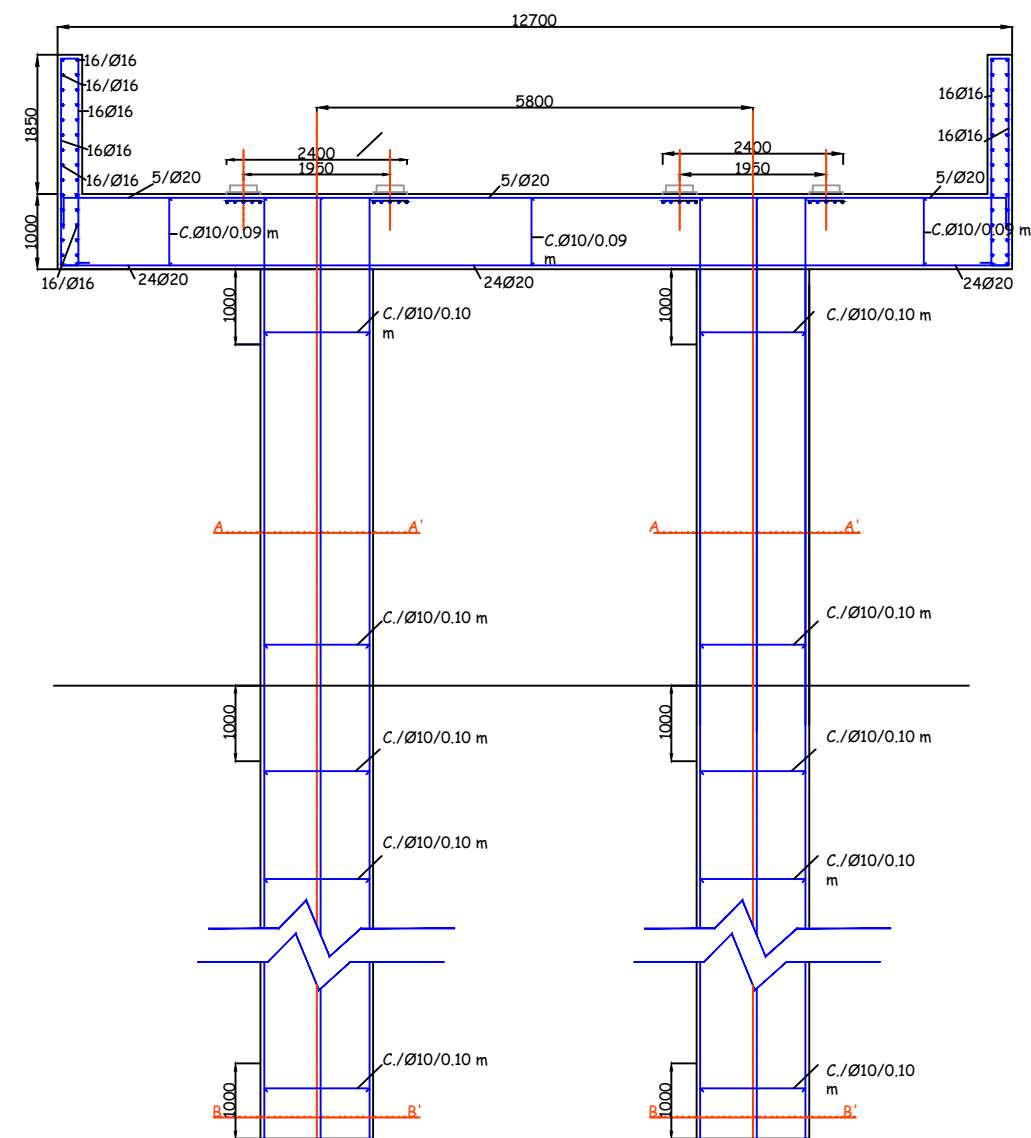 12700
16/Ø16
16/Ø16
16Ø16
16Ø16
16/Ø16
1850
5800
16Ø16
16Ø16
2400
1950
2400
1950
5/Ø20
5/Ø20
5/Ø20
1000
C.Ø10/0.09 m
C.Ø10/0.09
m
C.Ø10/0.09 m
16/Ø16
24Ø20
24Ø20
24Ø20
1000
C./Ø10/0.10
m
1000
C./Ø10/0.10 m
A
A'
A
A'
C./Ø10/0.10 m
C./Ø10/0.10 m
1000
C./Ø10/0.10 m
1000
C./Ø10/0.10 m
C./Ø10/0.10 m
C./Ø10/0.10
m
C./Ø10/0.10 m
C./Ø10/0.10
m
1000
1000
B
B'
B
B'